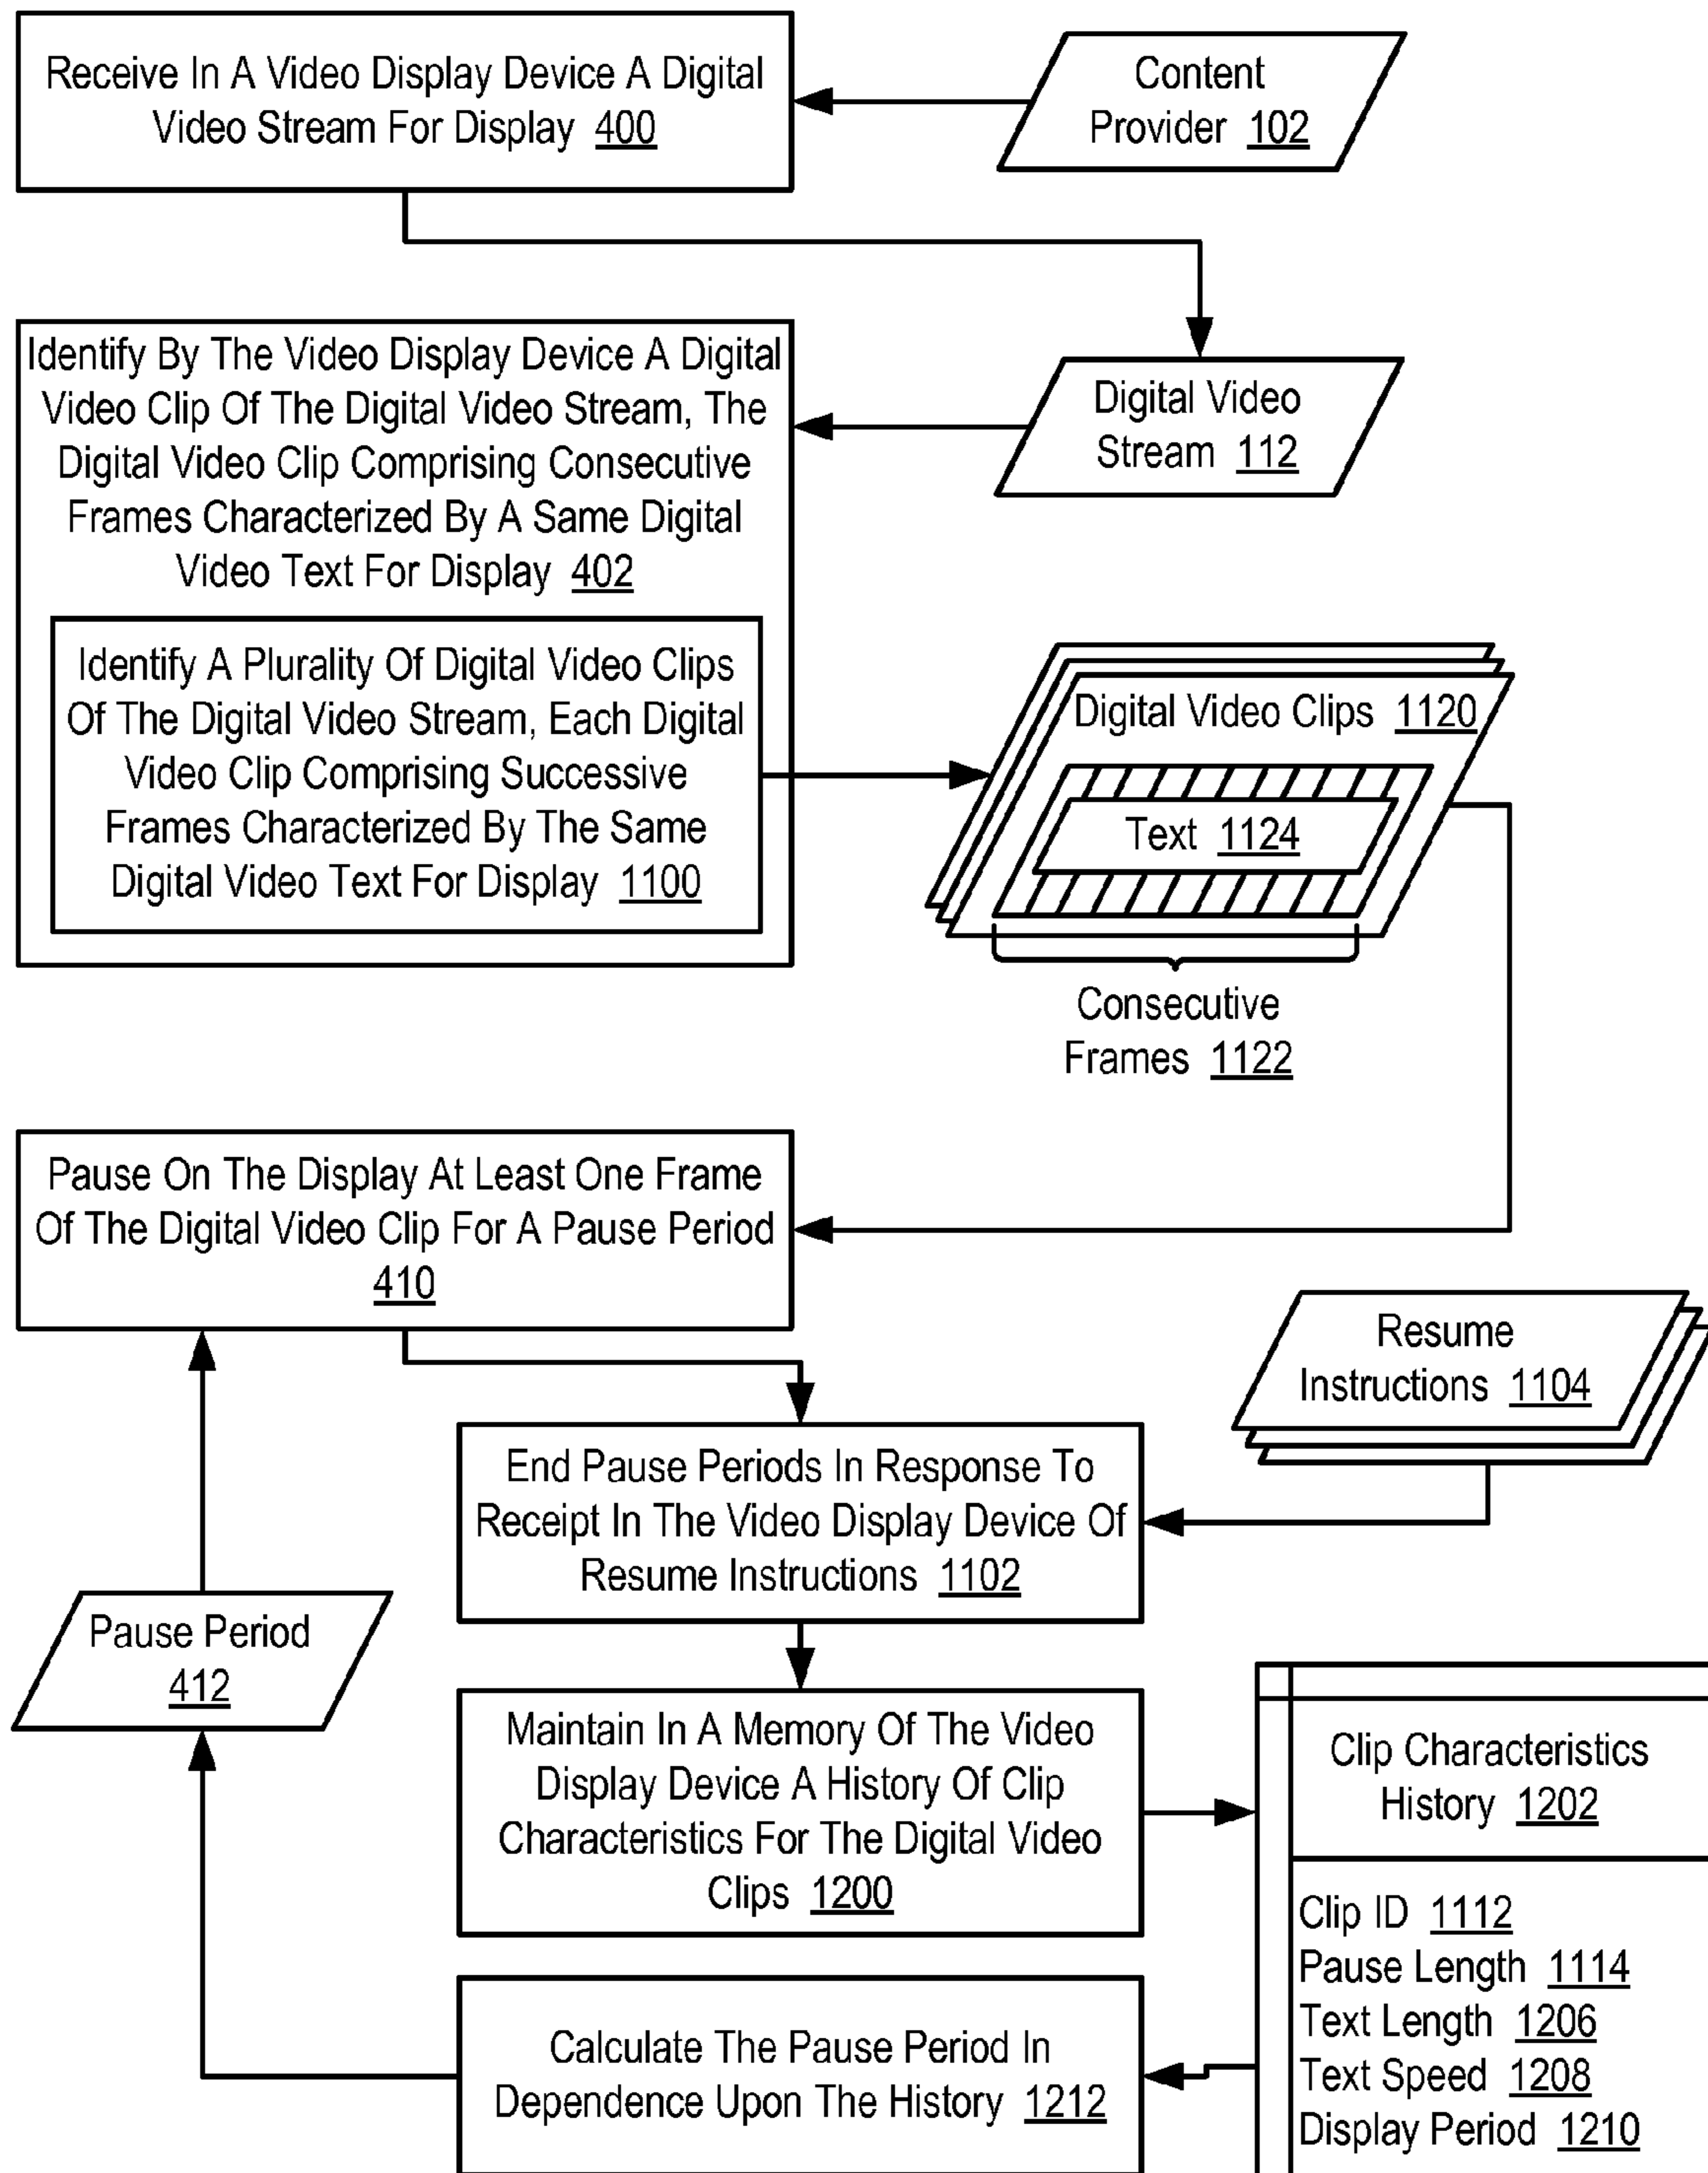 Receive In A Video Display Device A Digital
Video Stream For Display 400
Content
Provider 102
Identify By The Video Display Device A Digital
Video Clip Of The Digital Video Stream, The
Digital Video Clip Comprising Consecutive
Frames Characterized By A Same Digital
Video Text For Display 402
Digital Video
Stream 112
Identify A Plurality Of Digital Video Clips
Of The Digital Video Stream, Each Digital
Video Clip Comprising Successive
Frames Characterized By The Same
Digital Video Text For Display 1100
Digital Video Clips 1120
Text 1124
Consecutive
Frames 1122
Pause On The Display At Least One Frame
Of The Digital Video Clip For A Pause Period
410
Resume
Instructions 1104
End Pause Periods In Response To
Receipt In The Video Display Device Of
Resume Instructions 1102
Pause Period
412
Maintain In A Memory Of The Video
Display Device A History Of Clip
Characteristics For The Digital Video
Clips 1200
Clip Characteristics
History 1202
Clip ID 1112
Pause Length 1114
Text Length 1206
Text Speed 1208
Display Period 1210
Calculate The Pause Period In
Dependence Upon The History 1212